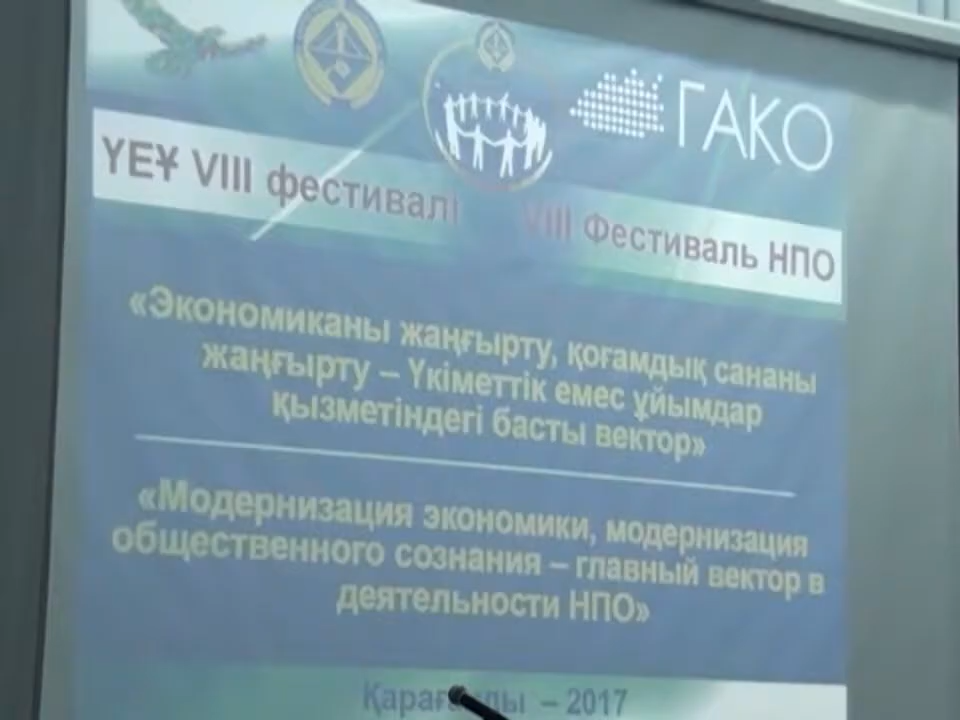 ГАКО
ҮЕҰ VIII фестивалі
VIII Фестиваль НПО
«Экономиканы жаңғырту, қоғамдық сананы
жаңғырту – Үкіметтік емес ұйымдар
қызметіндегі басты вектор»
«Модернизация экономики, модернизация
общественного сознания – главный вектор в
деятельности НПО»
– 2017